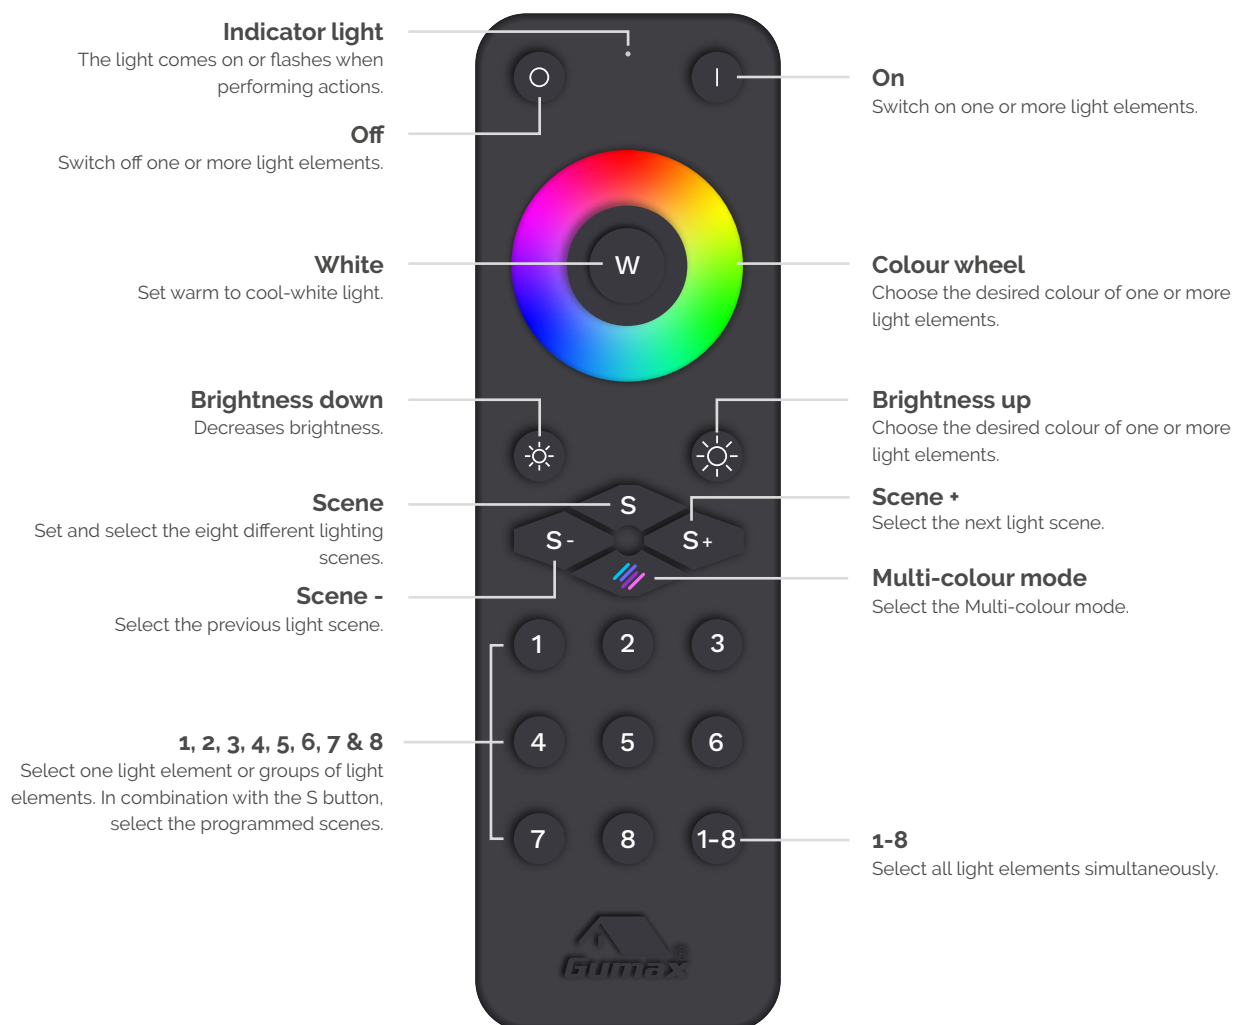 Indicator light
The light comes on or flashes when
performing actions.
Off
Switch off one or more light elements.
White
Set warm to cool-white light.
Brightness down
Decreases brightness.
Scene
Set and select the eight different lighting
scenes.
Scene -
Select the previous light scene.
1, 2, 3, 4, 5, 6, 7 & 8
Select one light element or groups of light
elements. In combination with the S button,
select the programmed scenes.
W
S
S -
S +
1
2
3
4
5
6
7
8
1-8
Gumax
On
Switch on one or more light elements.
Colour wheel
Choose the desired colour of one or more
light elements.
Brightness up
Choose the desired colour of one or more
light elements.
Scene +
Select the next light scene.
Multi-colour mode
Select the Multi-colour mode.
1-8
Select all light elements simultaneously.